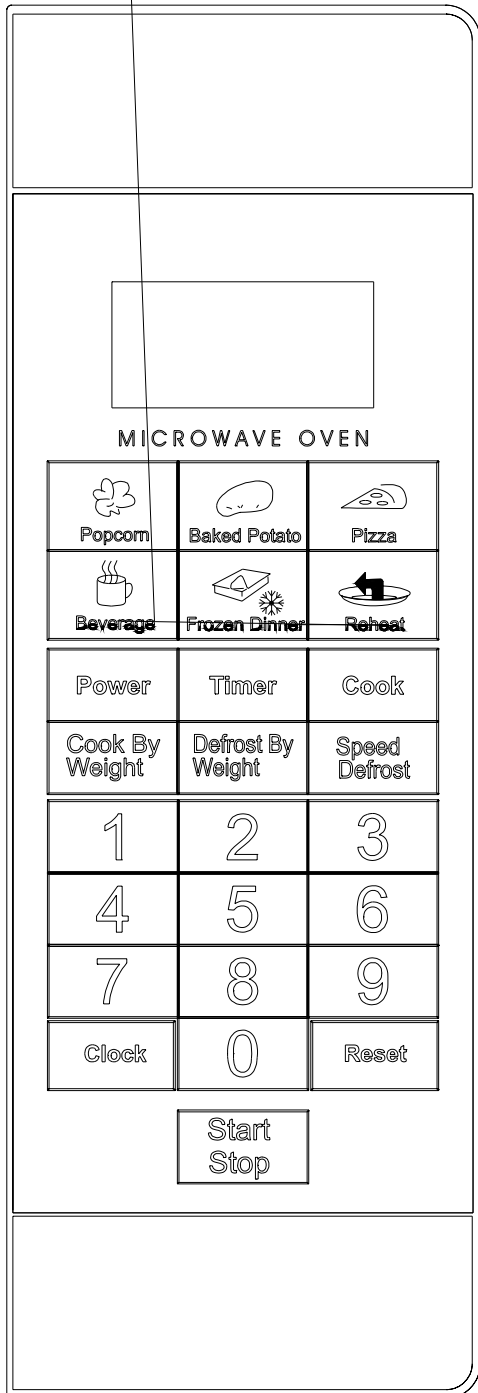 MICROWAVE OVEN
Popcorn Baked Potato Pizza
Beverage Frozen Dinner Reheat
Power Timer Cook
Cook By Defrost By Speed
Weight Weight Defrost
1 2 3
4 5 6
7 8 9
Clock 0 Reset
Start
Stop